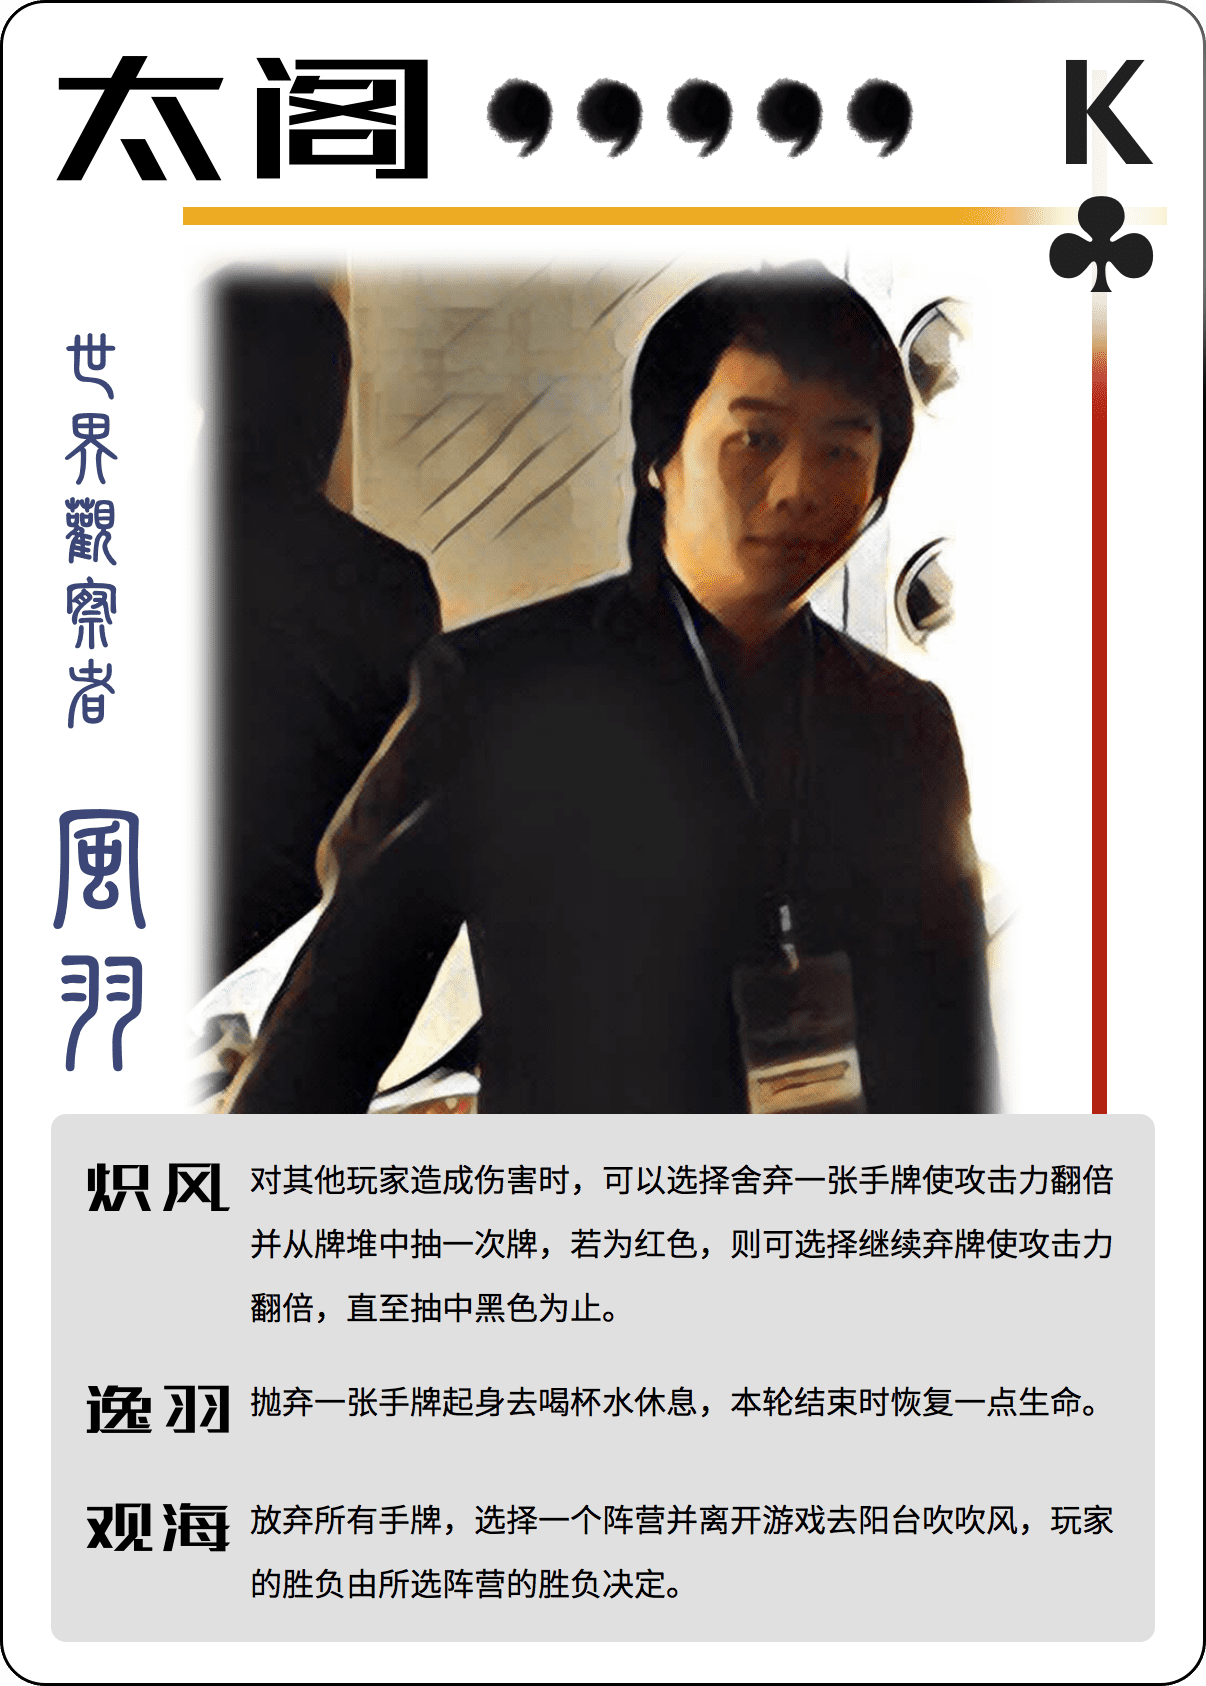 太阁
K
世界觀察者
風羽
炽风 对其他玩家造成伤害时，可以选择舍弃一张手牌使攻击力翻倍
并从牌堆中抽一次牌，若为红色，则可选择继续弃牌使攻击力
翻倍，直至抽中黑色为止。
逸羽 抛弃一张手牌起身去喝杯水休息，本轮结束时恢复一点生命。
观海 放弃所有手牌，选择一个阵营并离开游戏去阳台吹吹风，玩家
的胜负由所选阵营的胜负决定。